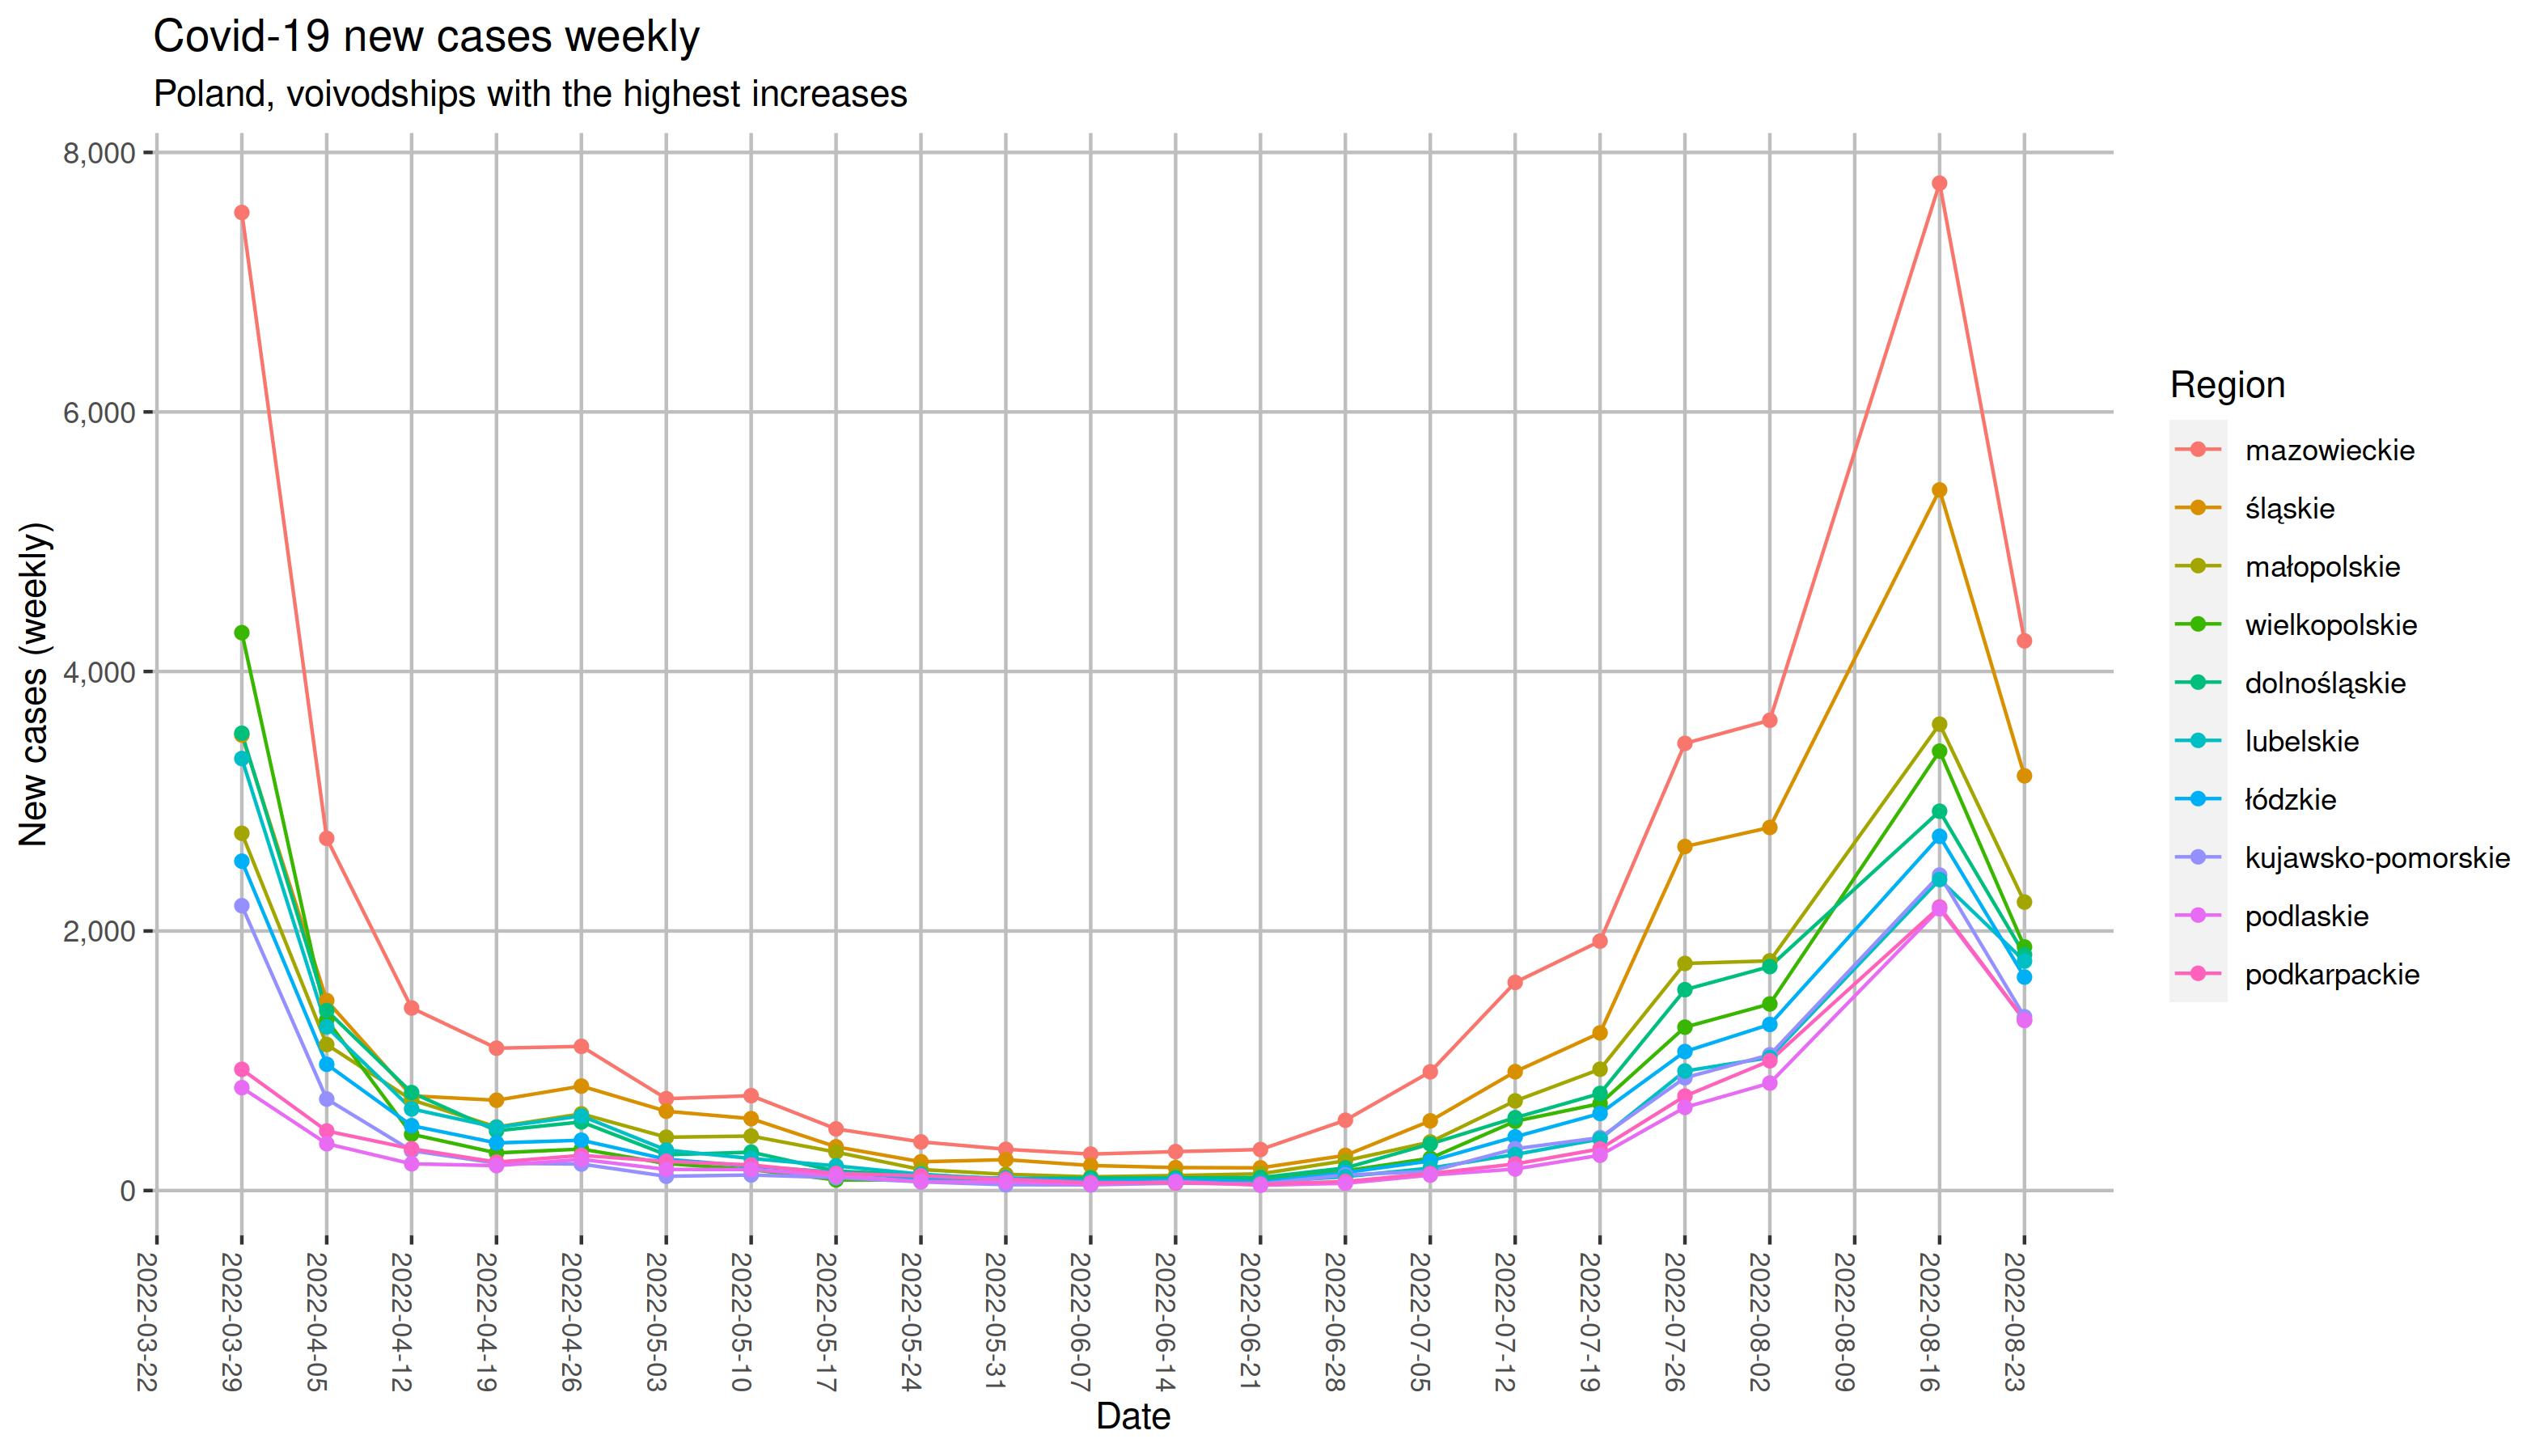 Covid-19 new cases weekly
Poland, voivodships with the highest increases
New cases (weekly)
8,000
6,000
4,000
2,000
0
2022-03-22
2022-03-29
2022-04-05
2022-04-12
2022-04-19
2022-04-26
2022-05-03
2022-05-10
2022-05-17
2022-05-24
2022-05-31
2022-06-07
2022-06-14
2022-06-21
2022-06-28
2022-07-05
2022-07-12
2022-07-19
2022-07-26
2022-08-02
2022-08-09
2022-08-16
2022-08-23
Date
Region
mazowieckie
śląskie
małopolskie
wielkopolskie
dolnośląskie
lubelskie
łódzkie
kujawsko-pomorskie
podlaskie
podkarpackie